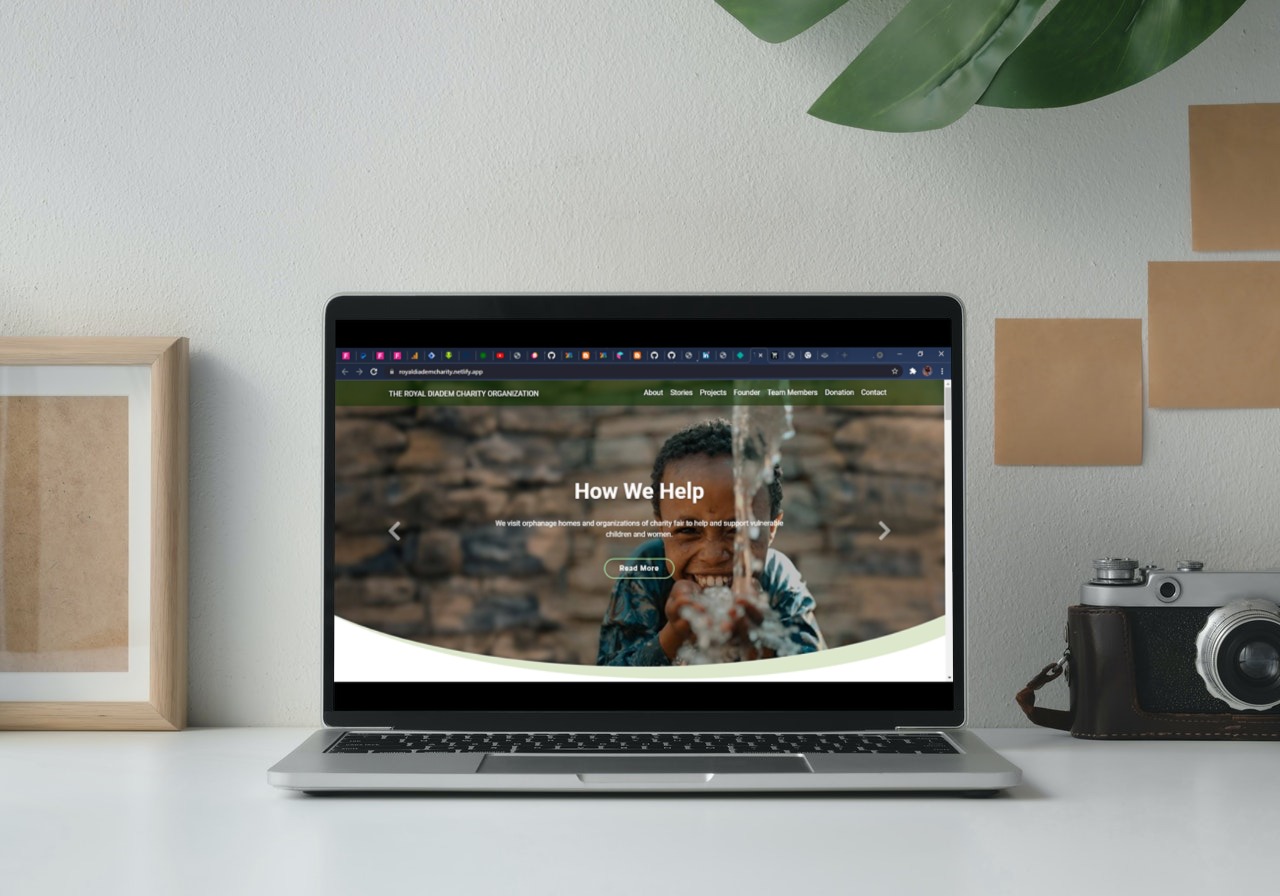 royaldiademcharity.netlify.app
THE ROYAL DIADEM CHARITY ORGANIZATION
About Stories Projects Founder Team Members Donation Contact
How We Help
We visit orphanage homes and organizations of charity fair to help and support vulnerable
children and women.
Read More